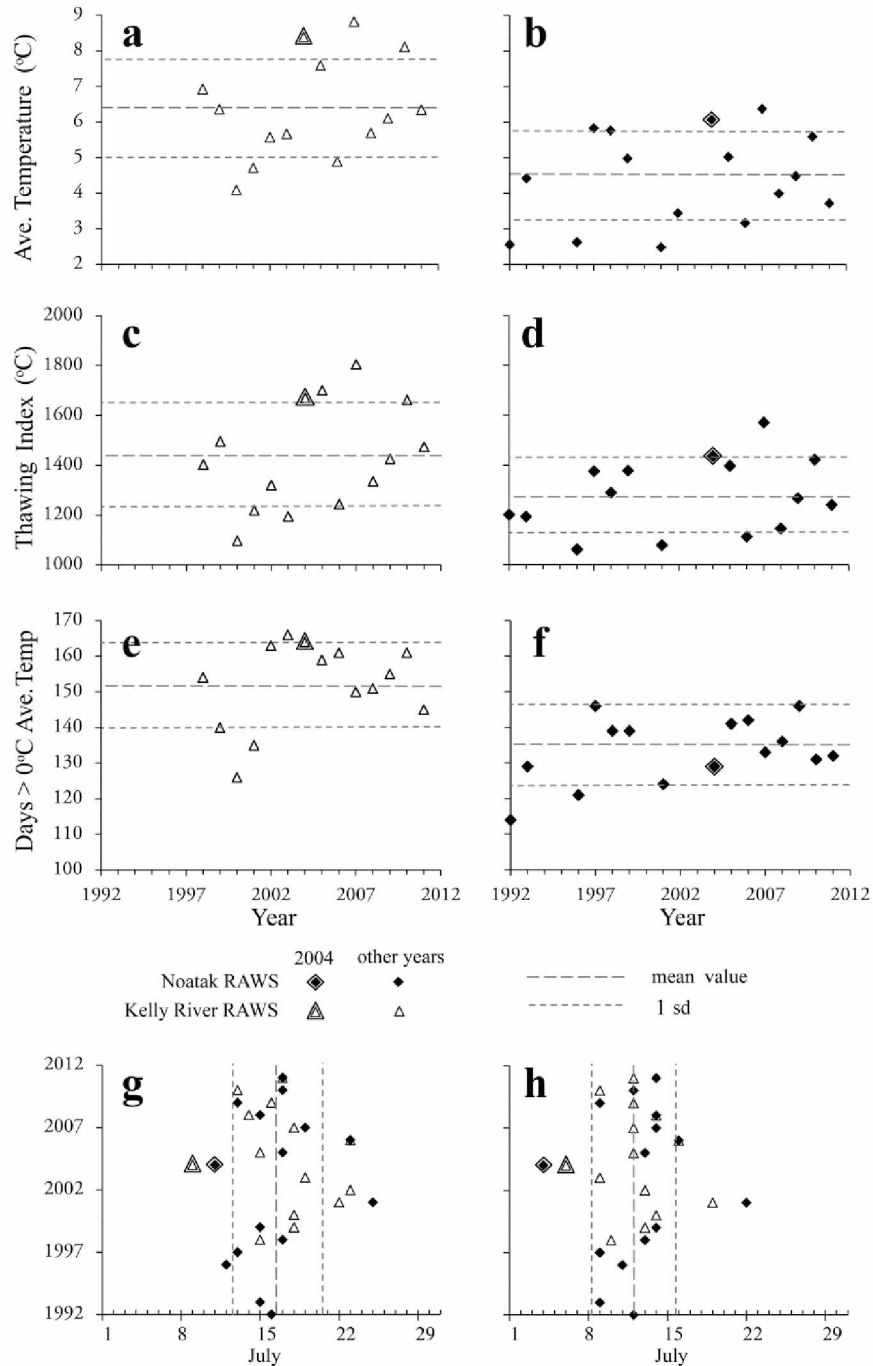 a
b
Ave. Temperature (°C)
9
8
7
6
5
4
3
2
c
d
Thawing Index (°C)
2000
1800
1600
1400
1200
1000
e
f
Days > 0°C Ave.Temp
170
160
150
140
130
120
110
100
1992 1997 2002 2007 2012
1992 1997 2002 2007 2012
Year
Year
2004 other years
Noatak RAWS
Kelly River RAWS
mean value
1 sd
g
h
2012
2007
2002
1997
1992
1 8 15 22 29
1 8 15 22 29
July
July